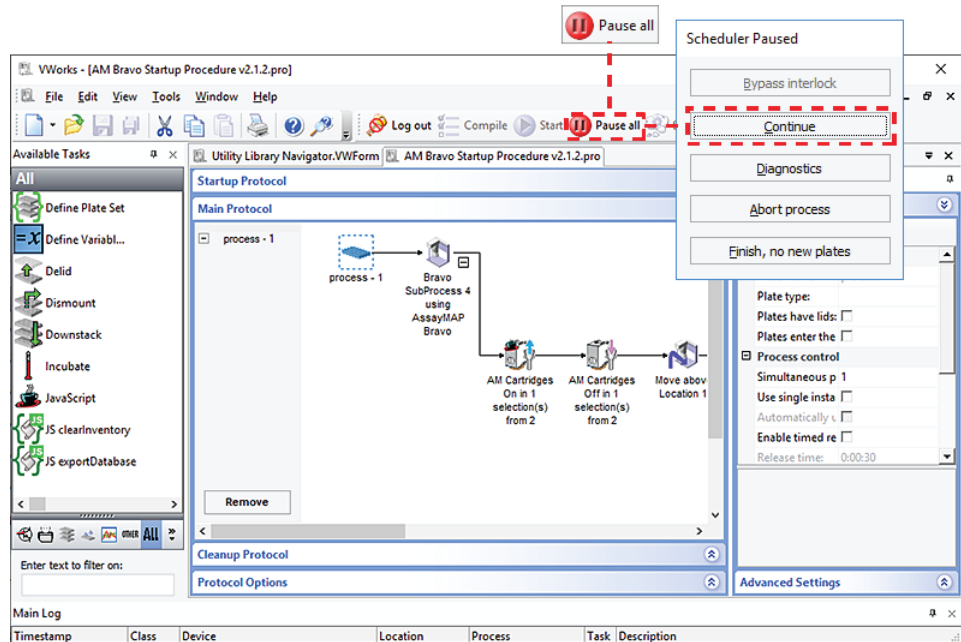 Pause all
Scheduler Paused
Bypass interlock
Continue
Diagnostics
Abort process
Finish, no new plates
VWorks - [AM Bravo Startup Procedure v2.1.2.pro]
File Edit View Tools Window Help
Log out Compile Start Pause all
Available Tasks
Utility Library Navigator.VWForm AM Bravo Startup Procedure v2.1.2.pro
All
Define Plate Set
=x Define Variabl...
Delid
Dismount
Downstack
Incubate
JavaScript
JS clearInventory
JS exportDatabase
OTHER All
Enter text to filter on:
Startup Protocol
Main Protocol
process - 1
process - 1
Bravo
SubProcess 4
using
AssayMAP
Bravo
AM Cartridges
On in 1
selection(s)
from 2
AM Cartridges
Off in 1
selection(s)
from 2
Move abov
Location 1
Remove
Cleanup Protocol
Protocol Options
Plate type:
Plates have lids:
Plates enter the
Process control
Simultaneous p 1
Use single insta
Automatically u
Enable timed re
Release time: 0:00:30
Advanced Settings
Main Log
Timestamp Class Device Location Process Task Description